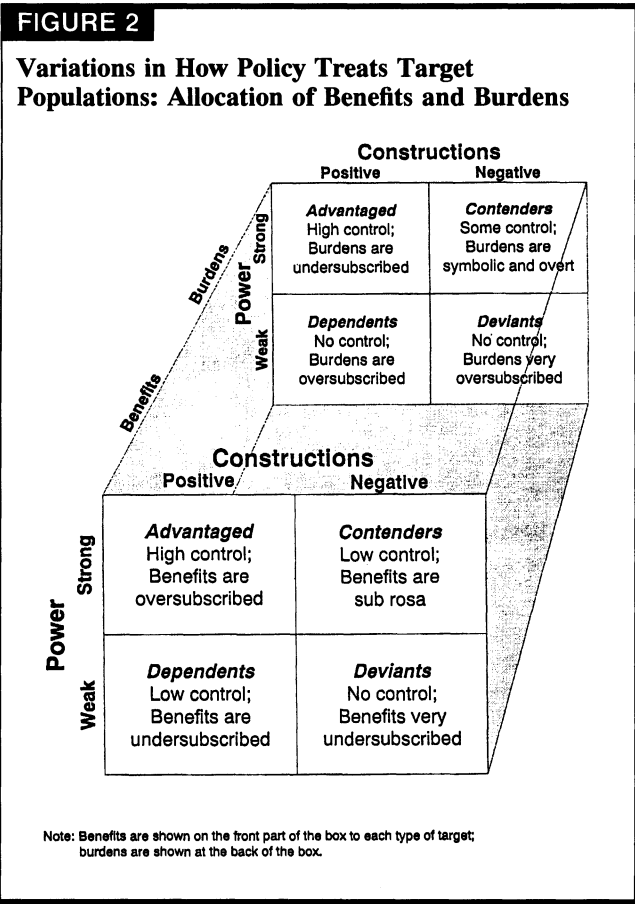 FIGURE 2
Variations in How Policy Treats Target
Populations: Allocation of Benefits and Burdens
Constructions
Positive
Negative
Burdens
Benefits
Power
Strong
Weak
Advantaged
High control;
Burdens are
undersubscribed
Contenders
Some control;
Burdens are
symbolic and overt
Dependents
No control;
Burdens are
oversubscribed
Deviants
No control;
Burdens very
oversubscribed
Constructions
Positive
Negative
Power
Strong
Weak
Advantaged
High control;
Benefits are
oversubscribed
Contenders
Low control;
Benefits are
sub rosa
Dependents
Low control;
Benefits are
undersubscribed
Deviants
No control;
Benefits very
undersubscribed
Note: Benefits are shown on the front part of the box to each type of target;
burdens are shown at the back of the box.